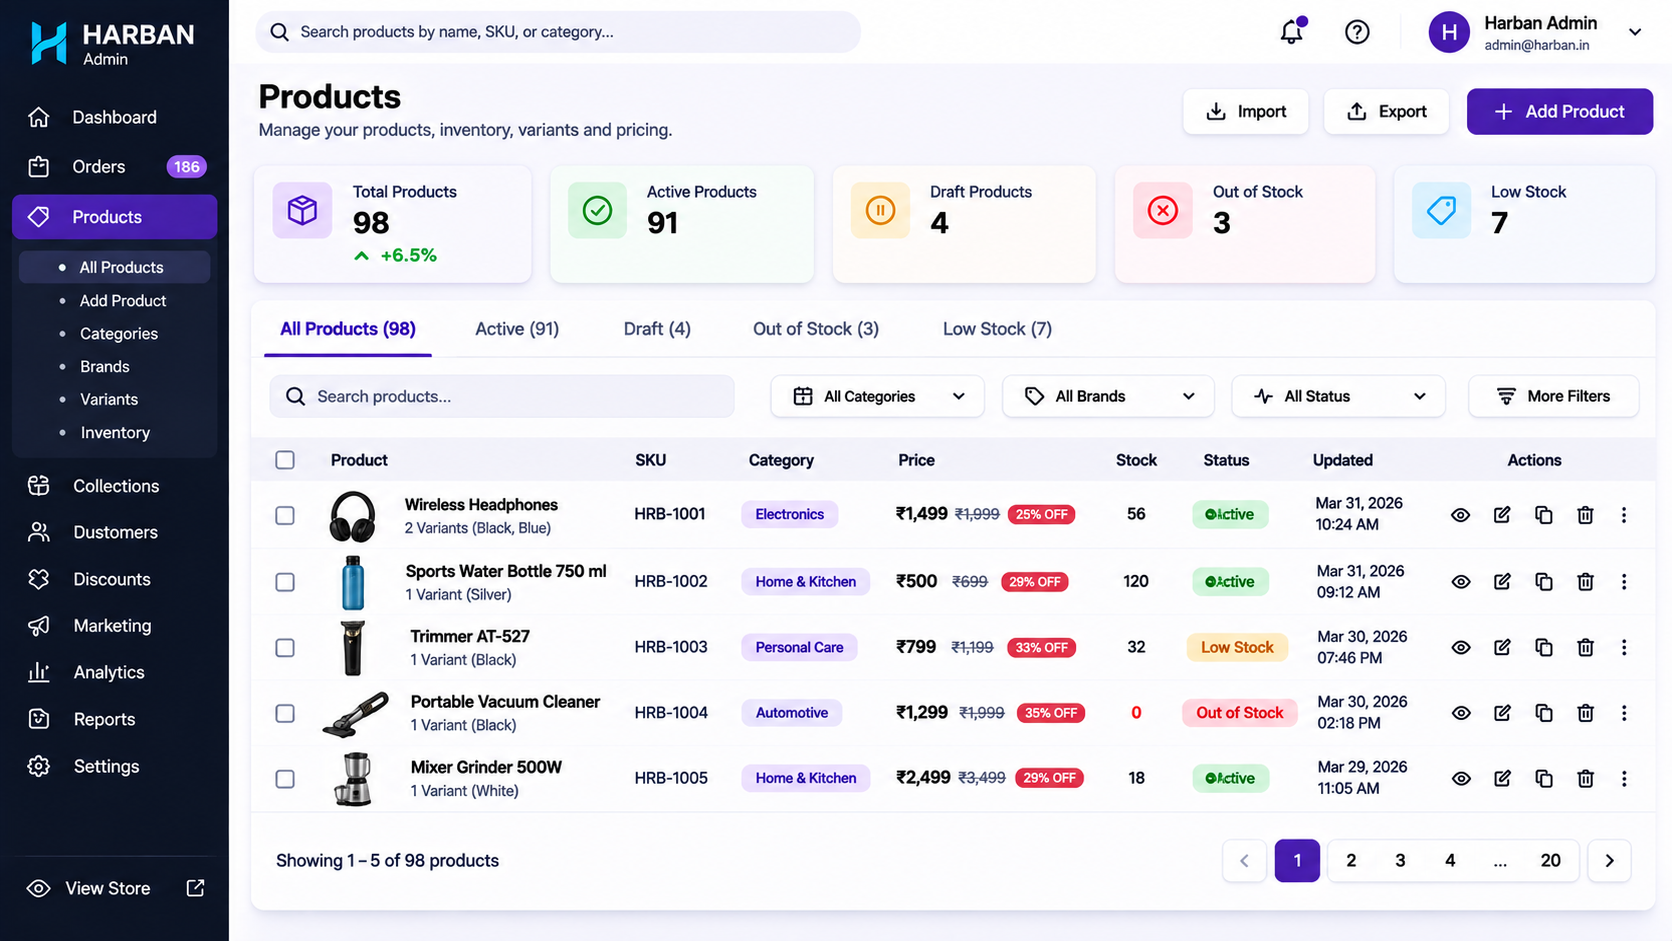 HARBAN
Admin
Search products by name, SKU, or category...
H
Harban Admin
admin@harban.in
Dashboard
Orders 186
Products
All Products
Add Product
Categories
Brands
Variants
Inventory
Collections
Dustomers
Discounts
Marketing
Analytics
Reports
Settings
View Store
Products
Manage your products, inventory, variants and pricing.
Import
Export
+ Add Product
Total Products
98
+6.5%
Active Products
91
Draft Products
4
Out of Stock
3
Low Stock
7
All Products (98) Active (91) Draft (4) Out of Stock (3) Low Stock (7)
Search products... All Categories All Brands All Status More Filters
Product SKU Category Price Stock Status Updated Actions
Wireless Headphones
2 Variants (Black, Blue)
HRB-1001 Electronics ₹1,499 ₹1,999 25% OFF 56 Active
Mar 31, 2026
10:24 AM
Sports Water Bottle 750 ml
1 Variant (Silver)
HRB-1002 Home & Kitchen ₹500 ₹699 29% OFF 120 Active
Mar 31, 2026
09:12 AM
Trimmer AT-527
1 Variant (Black)
HRB-1003 Personal Care ₹799 ₹1,199 33% OFF 32 Low Stock
Mar 30, 2026
07:46 PM
Portable Vacuum Cleaner
1 Variant (Black)
HRB-1004 Automotive ₹1,299 ₹1,999 35% OFF 0 Out of Stock
Mar 30, 2026
02:18 PM
Mixer Grinder 500W
1 Variant (White)
HRB-1005 Home & Kitchen ₹2,499 ₹3,499 29% OFF 18 Active
Mar 29, 2026
11:05 AM
Showing 1 – 5 of 98 products
1 2 3 4 ... 20